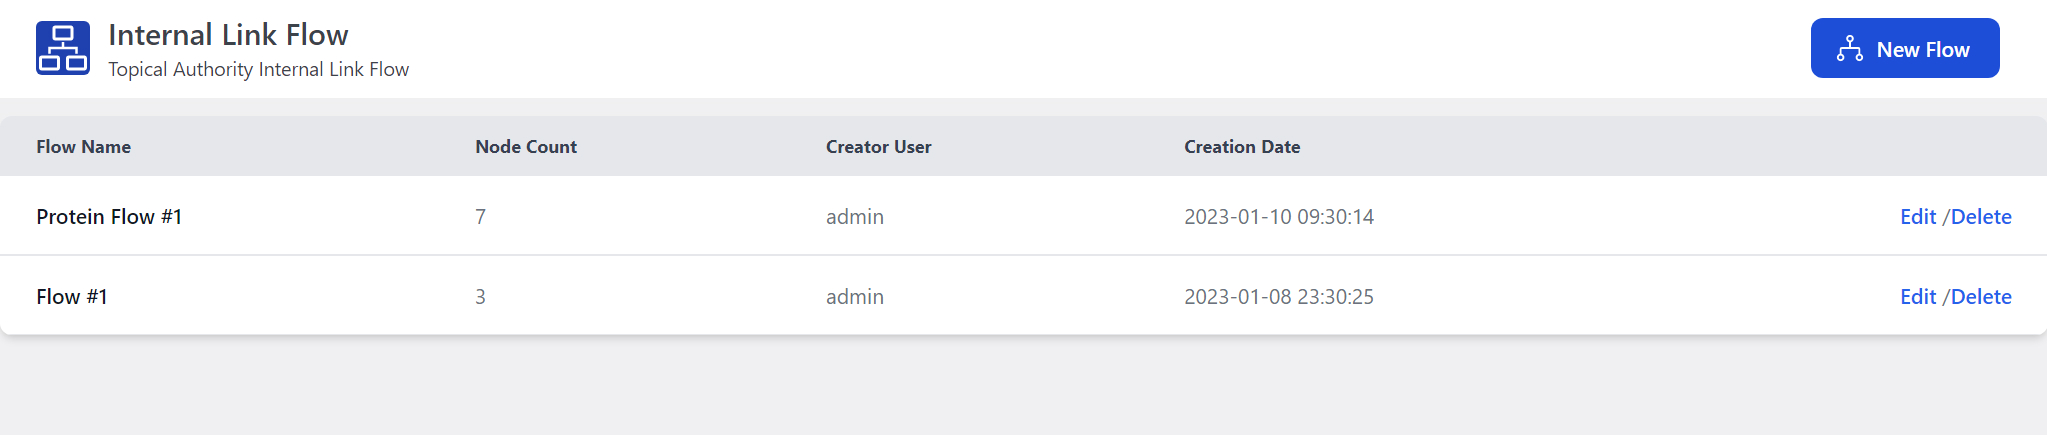 Internal Link Flow
Topical Authority Internal Link Flow
New Flow
Flow Name Node Count Creator User Creation Date
Protein Flow #1 7 admin 2023-01-10 09:30:14 Edit /Delete
Flow #1 3 admin 2023-01-08 23:30:25 Edit /Delete